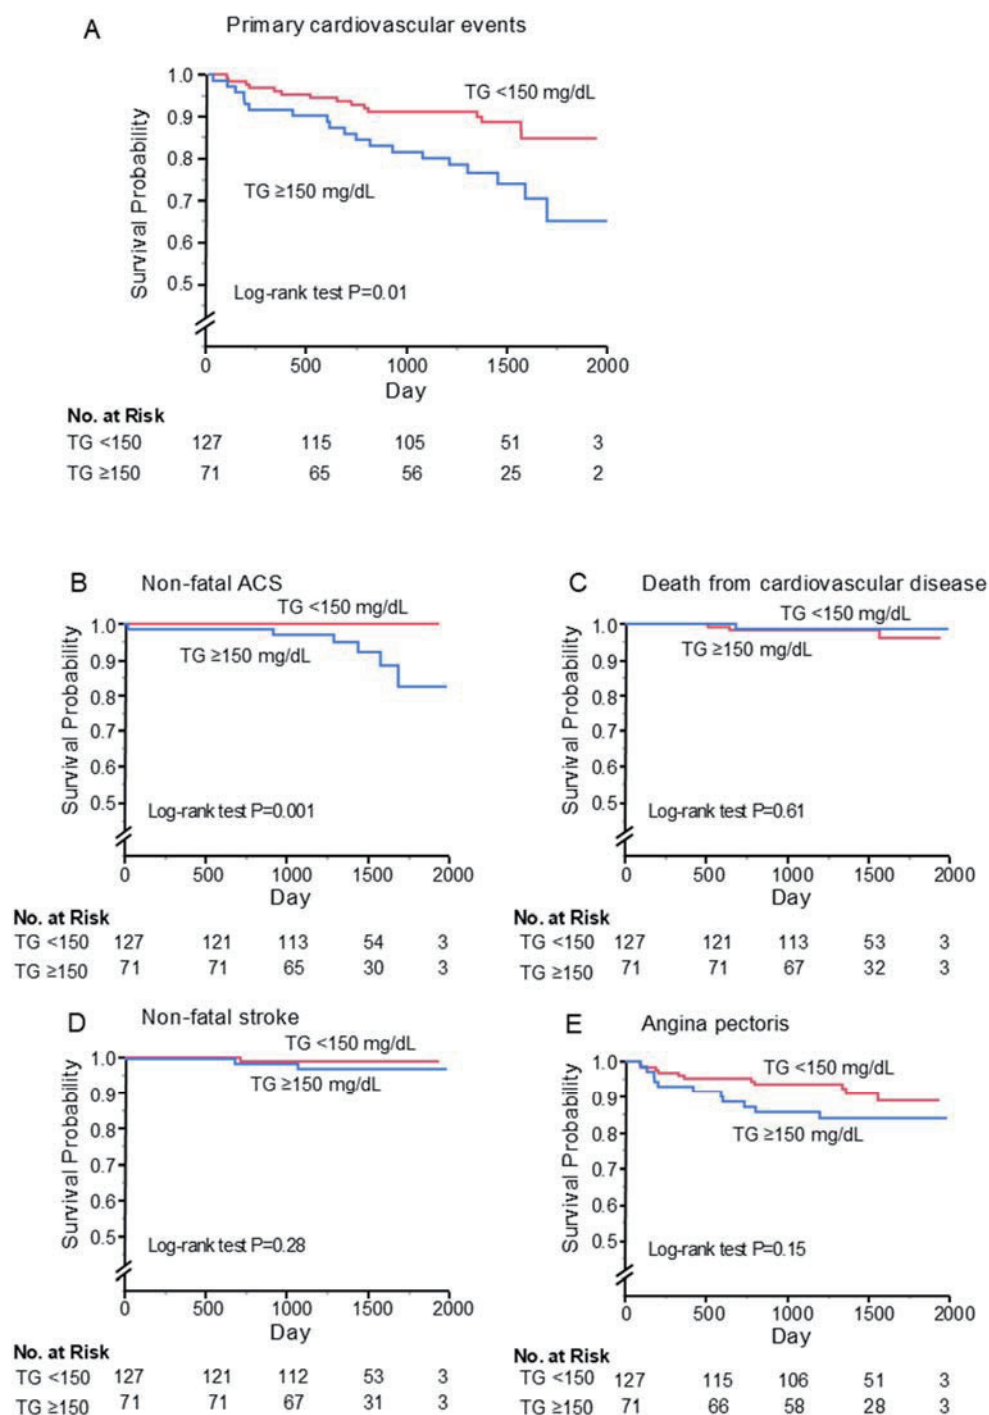 A
Primary cardiovascular events
Survival Probability
1.0
0.9
0.8
0.7
0.6
0.5
TG <150 mg/dL
TG ≥150 mg/dL
Log-rank test P=0.01
0 500 1000 1500 2000
Day
No. at Risk
TG <150 127 115 105 51 3
TG ≥150 71 65 56 25 2
B
Non-fatal ACS
Survival Probability
1.0
0.9
0.8
0.7
0.6
0.5
TG <150 mg/dL
TG ≥150 mg/dL
Log-rank test P=0.001
0 500 1000 1500 2000
Day
No. at Risk
TG <150 127 121 113 54 3
TG ≥150 71 71 65 30 3
C
Death from cardiovascular disease
Survival Probability
1.0
0.9
0.8
0.7
0.6
0.5
TG <150 mg/dL
TG ≥150 mg/dL
Log-rank test P=0.61
0 500 1000 1500 2000
Day
No. at Risk
TG <150 127 121 113 53 3
TG ≥150 71 71 67 32 3
D
Non-fatal stroke
Survival Probability
1.0
0.9
0.8
0.7
0.6
0.5
TG <150 mg/dL
TG ≥150 mg/dL
Log-rank test P=0.28
0 500 1000 1500 2000
Day
No. at Risk
TG <150 127 121 112 53 3
TG ≥150 71 71 67 31 3
E
Angina pectoris
Survival Probability
1.0
0.9
0.8
0.7
0.6
0.5
TG <150 mg/dL
TG ≥150 mg/dL
Log-rank test P=0.15
0 500 1000 1500 2000
Day
No. at Risk
TG <150 127 115 106 51 3
TG ≥150 71 66 58 28 3